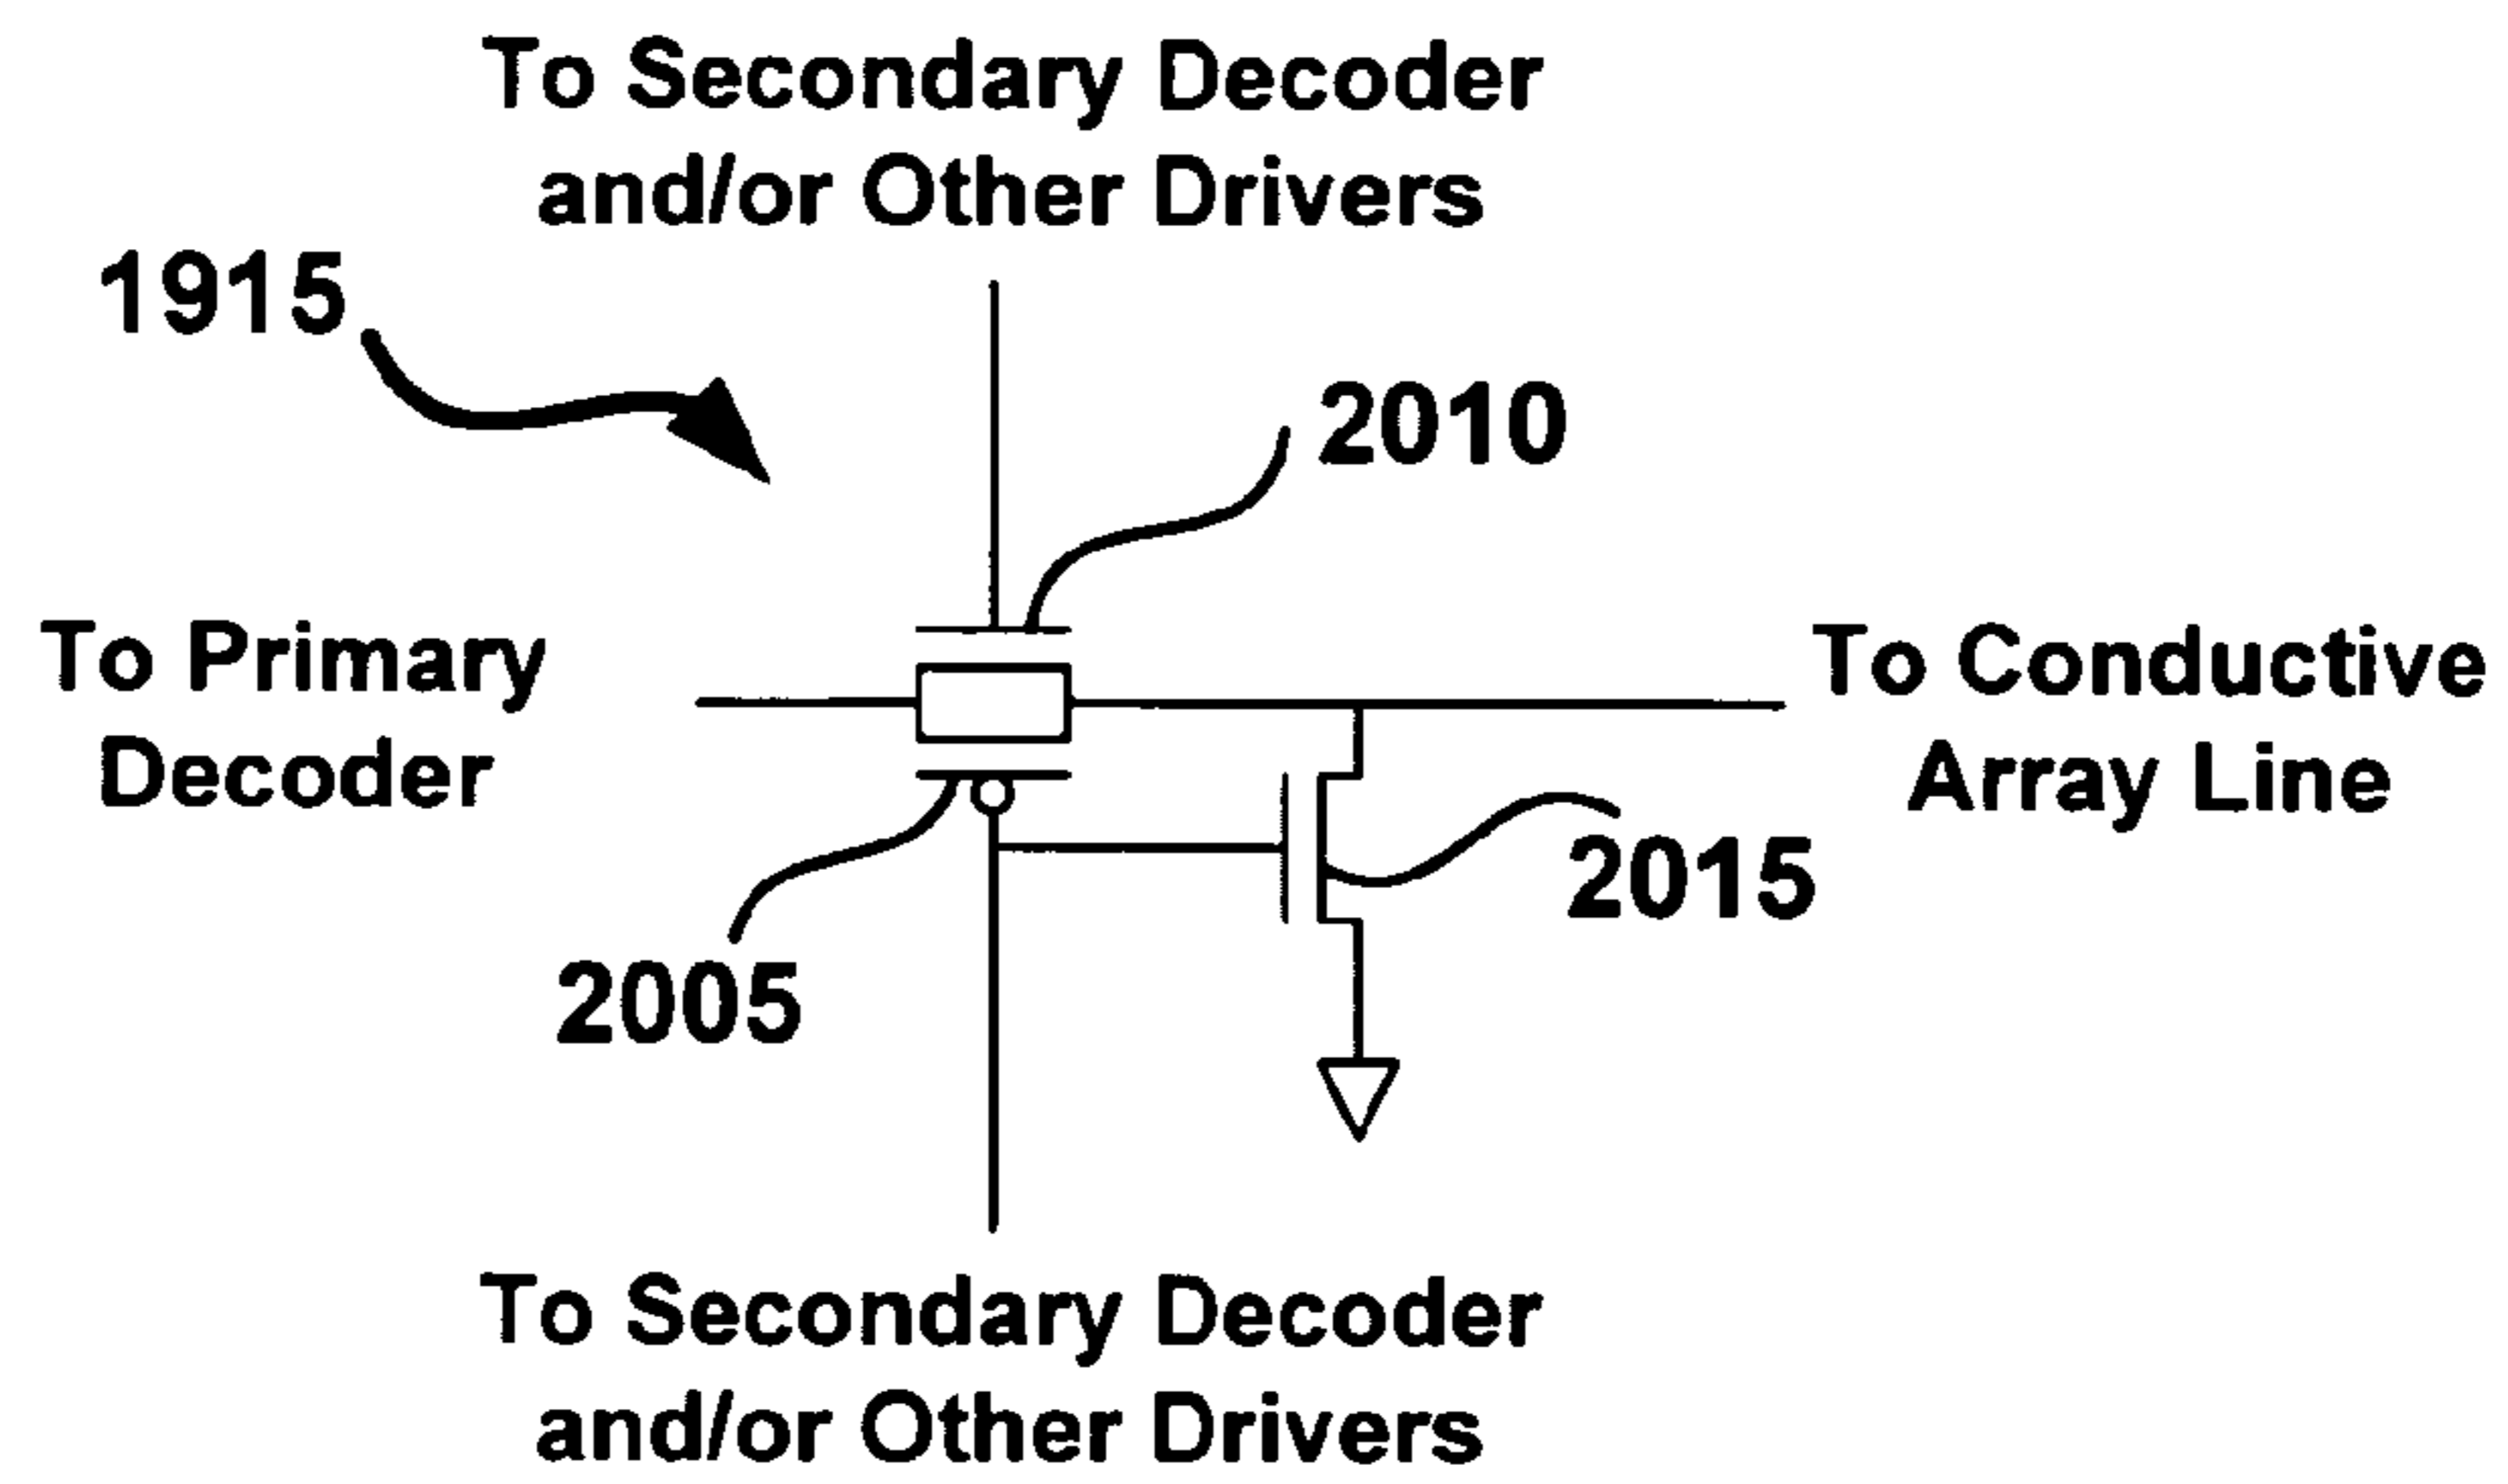 To Secondary Decoder
and/or Other Drivers
1915
2010
To Primary
Decoder
To Conductive
Array Line
2015
2005
To Secondary Decoder
and/or Other Drivers